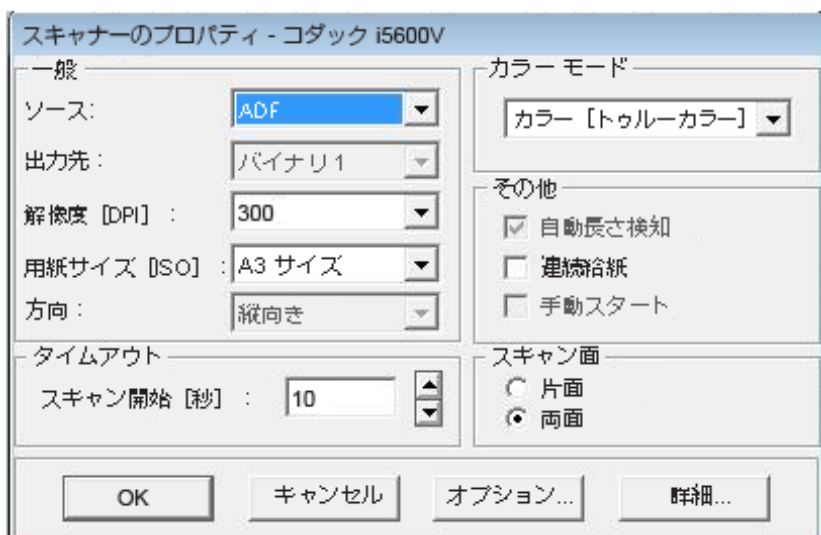 スキャナーのプロパティ - コダック i5600V
一般
ソース: ADF
出力先 : バイナリ1
解像度 [DPI] : 300
用紙サイズ [ISO] : A3 サイズ
方向 : 縦向き
カラー モード
カラー [トゥルーカラー]
その他
自動長さ検知
連続給紙
手動スタート
タイムアウト
スキャン開始 [秒] : 10
スキャン面
片面
両面
OK キャンセル オプション... 詳細...